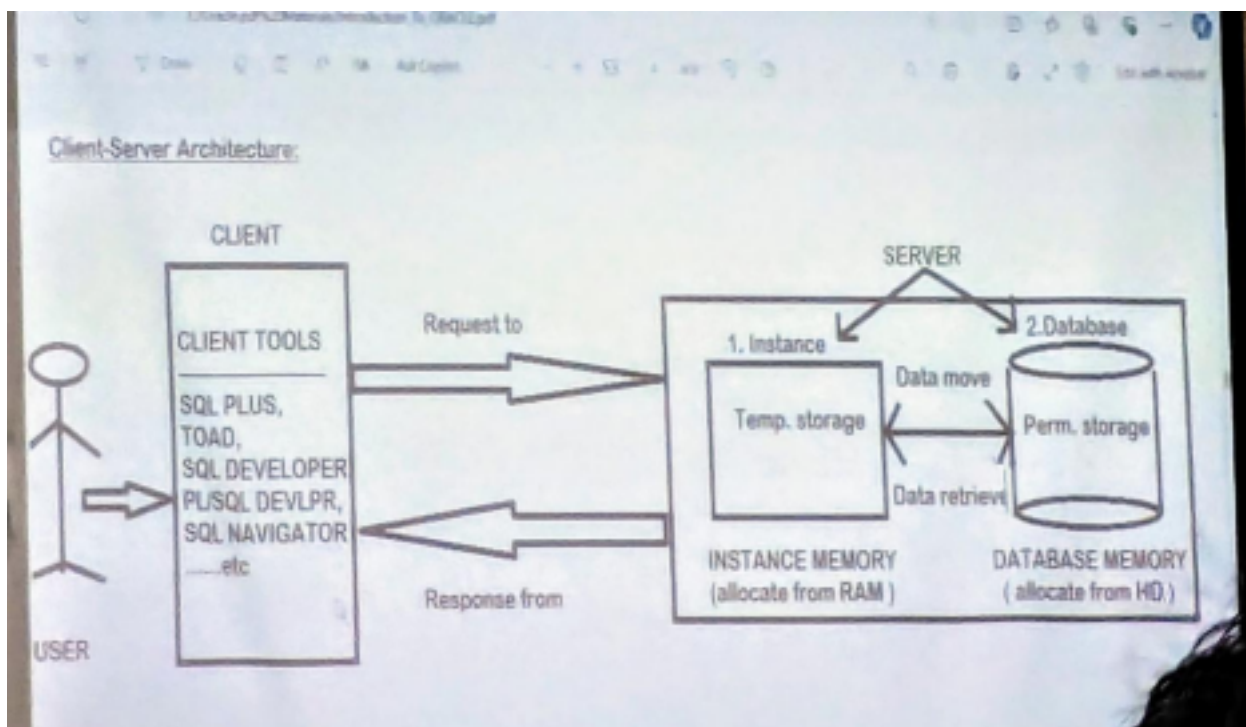 Client-Server Architecture:
CLIENT
CLIENT TOOLS
SQL PLUS,
TOAD,
SQL DEVELOPER
PL/SQL DEVLPR,
SQL NAVIGATOR
.......etc
USER
Request to
Response from
SERVER
1. Instance
2.Database
Temp. storage
Data move
Data retrieve
Perm. storage
INSTANCE MEMORY
(allocate from RAM )
DATABASE MEMORY
( allocate from HD.)